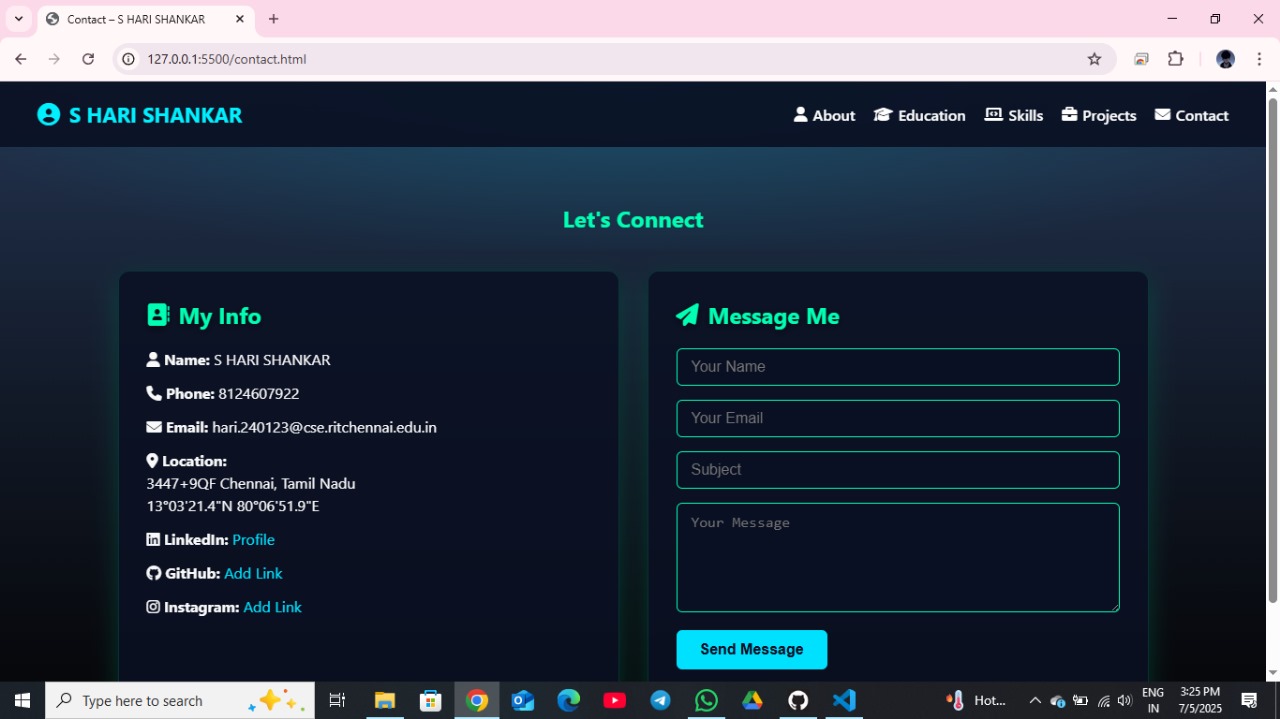 Contact – S HARI SHANKAR
127.0.0.1:5500/contact.html
S HARI SHANKAR
About Education Skills Projects Contact
Let's Connect
My Info
Name: S HARI SHANKAR
Phone: 8124607922
Email: hari.240123@cse.ritchennai.edu.in
Location:
3447+9QF Chennai, Tamil Nadu
13°03'21.4"N 80°06'51.9"E
LinkedIn: Profile
GitHub: Add Link
Instagram: Add Link
Message Me
Your Name
Your Email
Subject
Your Message
Send Message
Type here to search
Hot...
ENG
IN
3:25 PM
7/5/2025